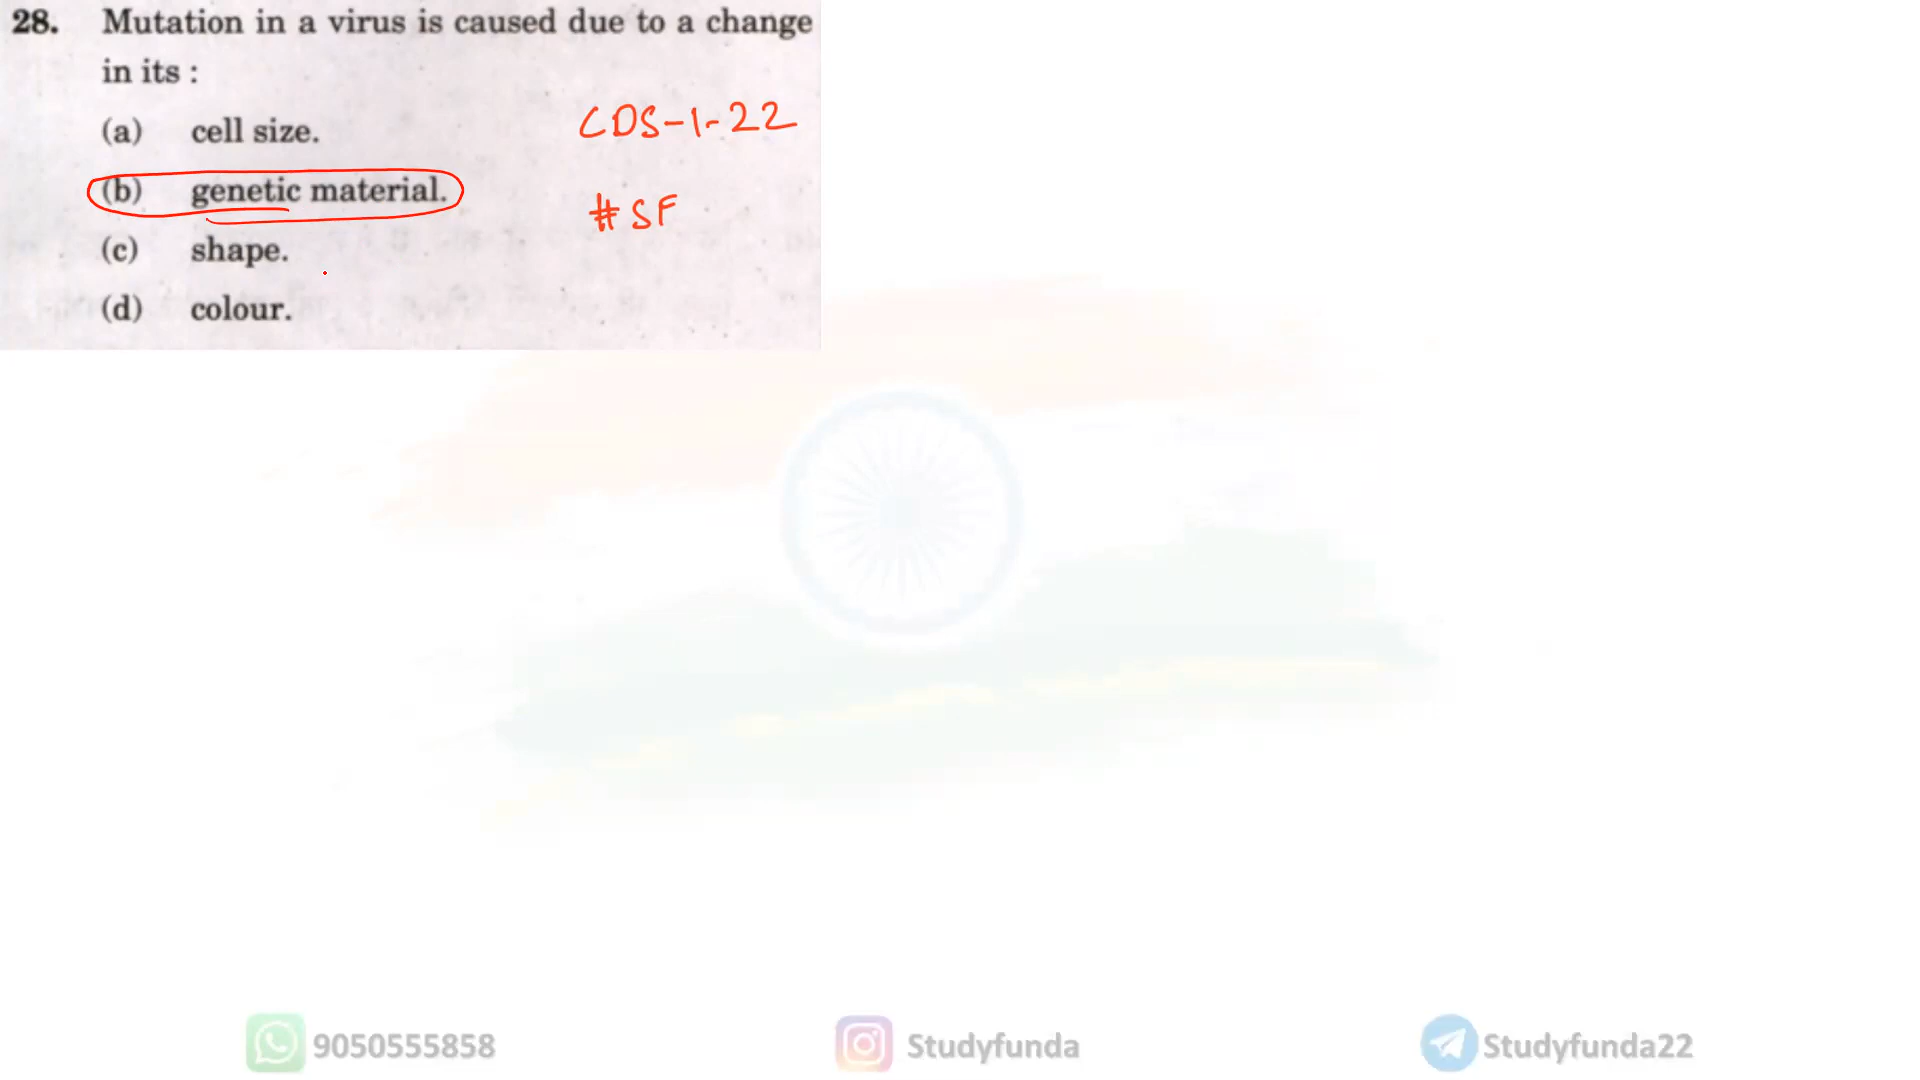 28. Mutation in a virus is caused due to a change
in its :
(a) cell size.
(b) genetic material.
(c) shape.
(d) colour.
CDS-1-22
#SF
9050555858
Studyfunda
Studyfunda22